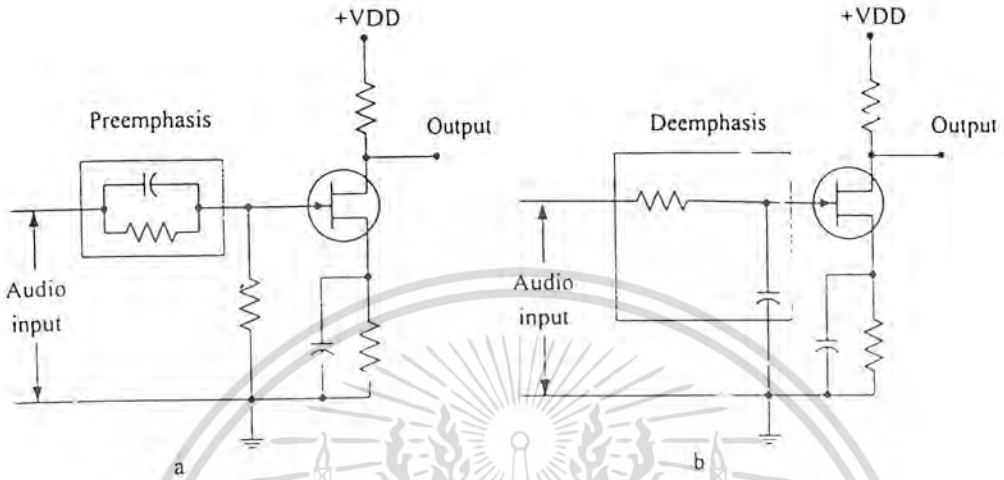 +VDD
Preemphasis
Output
Audio
input
a
+VDD
Deemphasis
Output
Audio
input
b